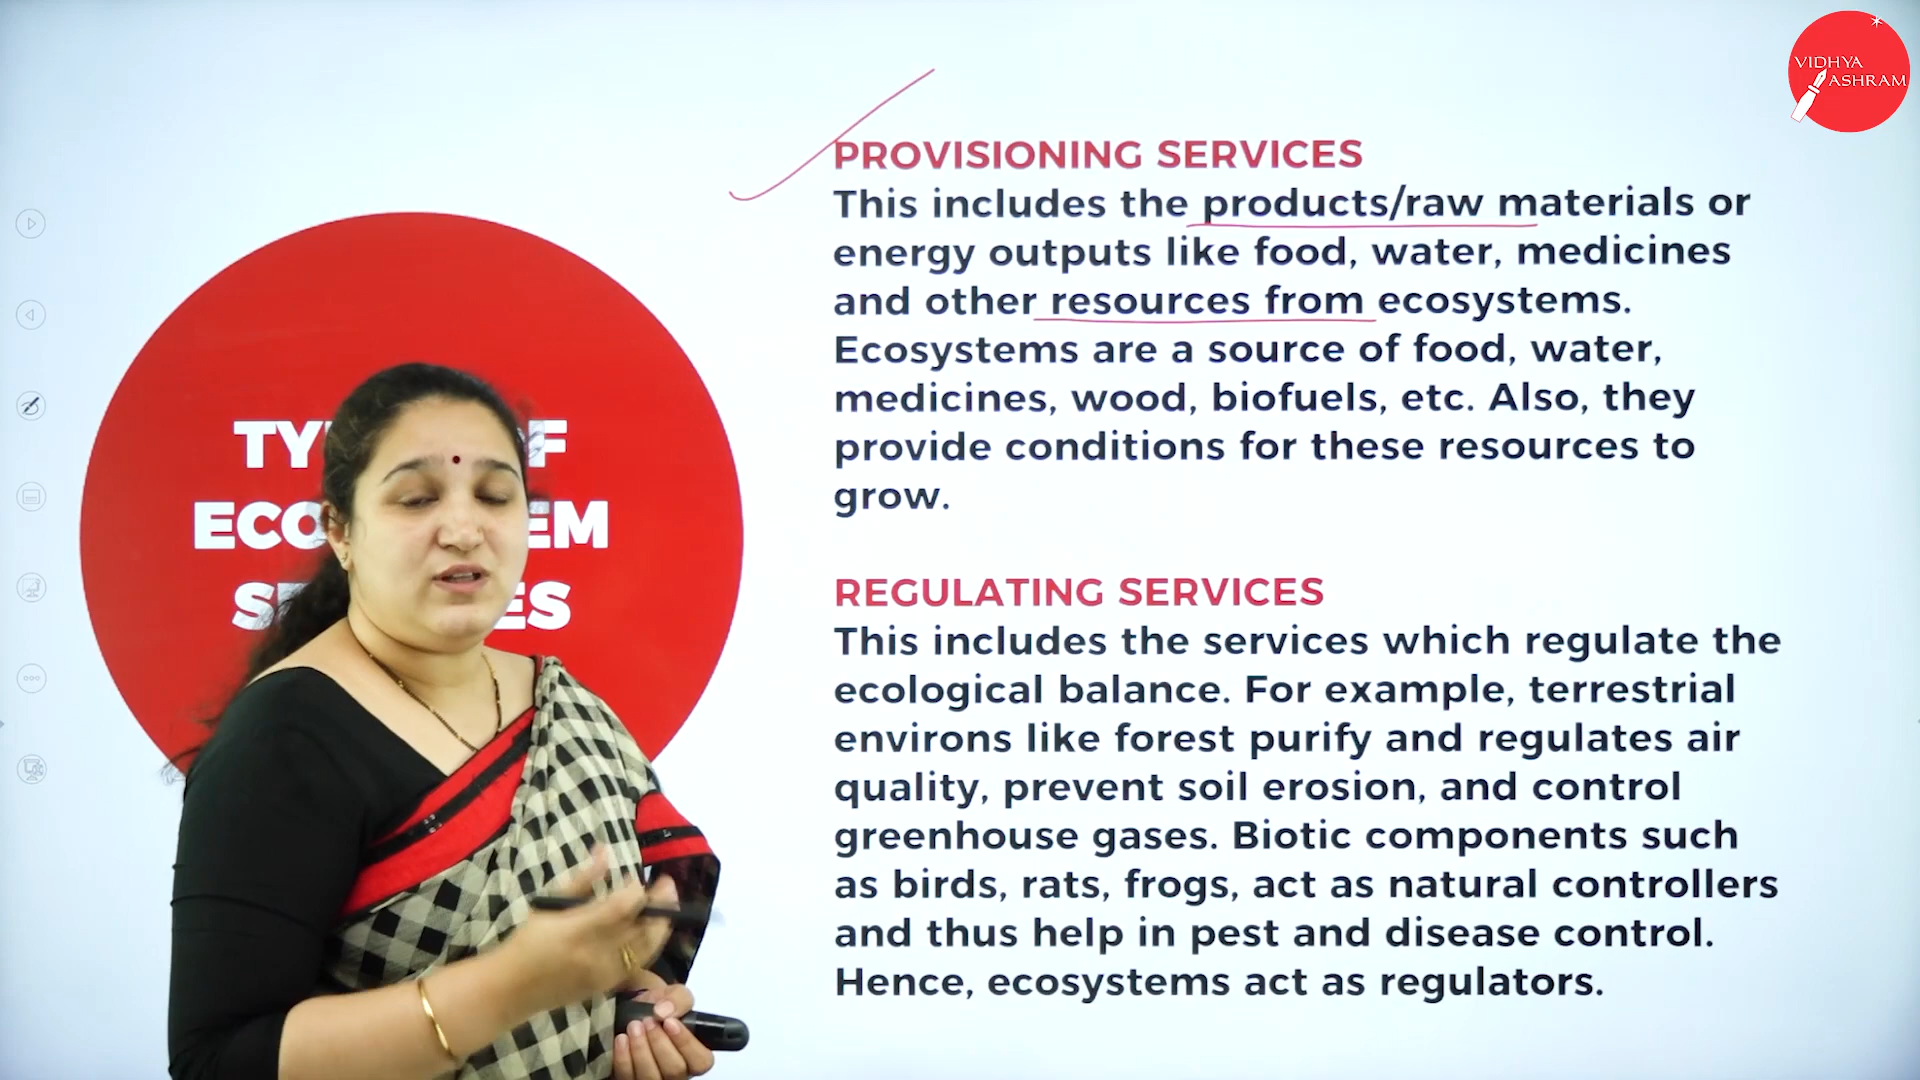 VIDHYA
ASHRAM
PROVISIONING SERVICES
This includes the products/raw materials or
energy outputs like food, water, medicines
and other resources from ecosystems.
Ecosystems are a source of food, water,
medicines, wood, biofuels, etc. Also, they
provide conditions for these resources to
grow.
REGULATING SERVICES
This includes the services which regulate the
ecological balance. For example, terrestrial
environs like forest purify and regulates air
quality, prevent soil erosion, and control
greenhouse gases. Biotic components such
as birds, rats, frogs, act as natural controllers
and thus help in pest and disease control.
Hence, ecosystems act as regulators.